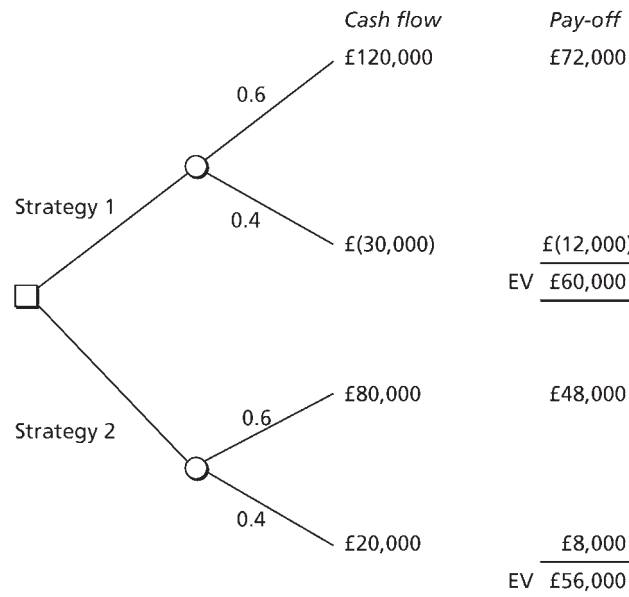 Cash flow Pay-off
£120,000 £72,000
0.6
Strategy 1
0.4
£(30,000) £(12,000)
EV £60,000
£80,000 £48,000
0.6
Strategy 2
0.4
£20,000 £8,000
EV £56,000